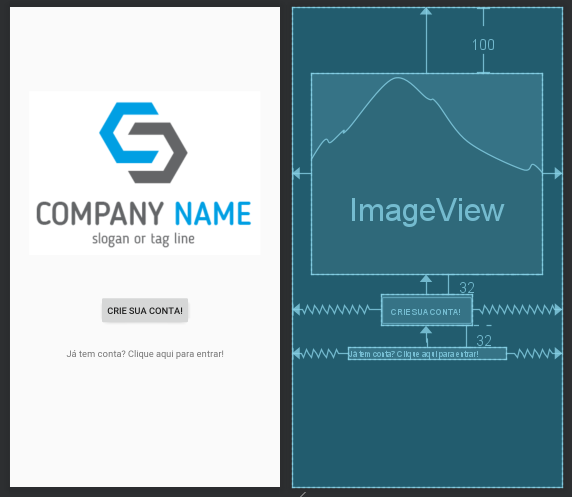 COMPANY NAME
slogan or tag line
CRIE SUA CONTA!
Já tem conta? Clique aqui para entrar!
100
ImageView
32
CRIE SUA CONTA!
32
Já tem conta? Clique aqui para entrar!